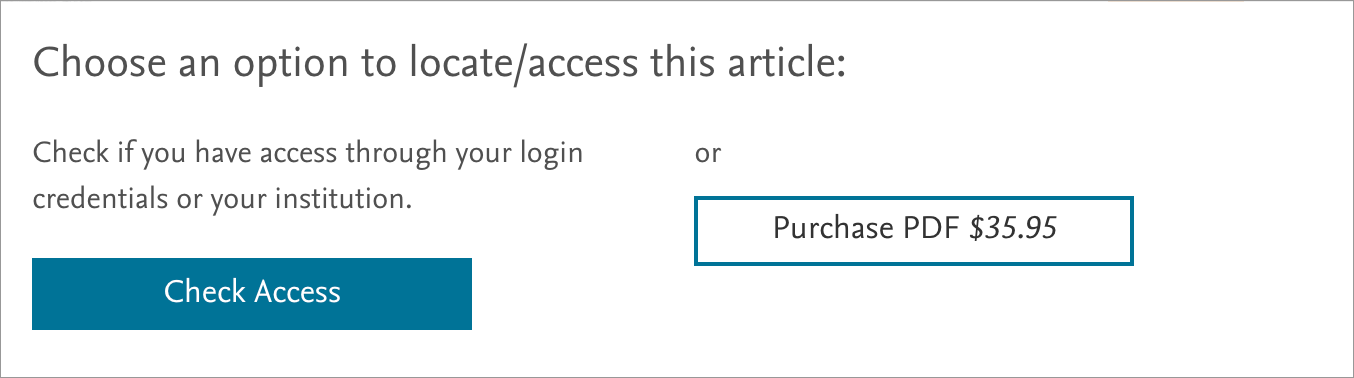 Choose an option to locate/access this article:
Check if you have access through your login
credentials or your institution.
Check Access
or
Purchase PDF $35.95